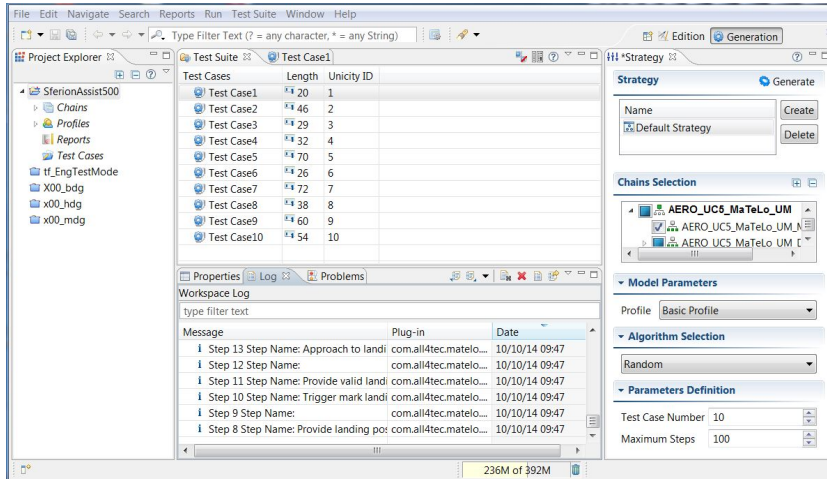 File Edit Navigate Search Reports Run Test Suite Window Help
Type Filter Text (? = any character, * = any String)
Edition Generation
Project Explorer
SferionAssist500
Chains
Profiles
Reports
Test Cases
tf_EngTestMode
X00_bdg
x00_hdg
x00_mdg
Test Suite Test Case1
Test Cases Length Unicity ID
Test Case1 20 1
Test Case2 46 2
Test Case3 29 3
Test Case4 32 4
Test Case5 70 5
Test Case6 26 6
Test Case7 72 7
Test Case8 38 8
Test Case9 60 9
Test Case10 54 10
Properties Log Problems
Workspace Log
type filter text
Message Plug-in Date
Step 13 Step Name: Approach to landi com.all4tec.matelo.... 10/10/14 09:47
Step 12 Step Name: com.all4tec.matelo.... 10/10/14 09:47
Step 11 Step Name: Provide valid landi com.all4tec.matelo.... 10/10/14 09:47
Step 10 Step Name: Trigger mark landi com.all4tec.matelo.... 10/10/14 09:47
Step 9 Step Name: com.all4tec.matelo.... 10/10/14 09:47
Step 8 Step Name: Provide landing pos com.all4tec.matelo.... 10/10/14 09:47
*Strategy
Strategy Generate
Name Create
Default Strategy Delete
Chains Selection
AERO_UC5_MaTeLo_UM
AERO_UC5_MaTeLo_UM_M
AERO_UC5_MaTeLo_UM_D
Model Parameters
Profile Basic Profile
Algorithm Selection
Random
Parameters Definition
Test Case Number 10
Maximum Steps 100
236M of 392M